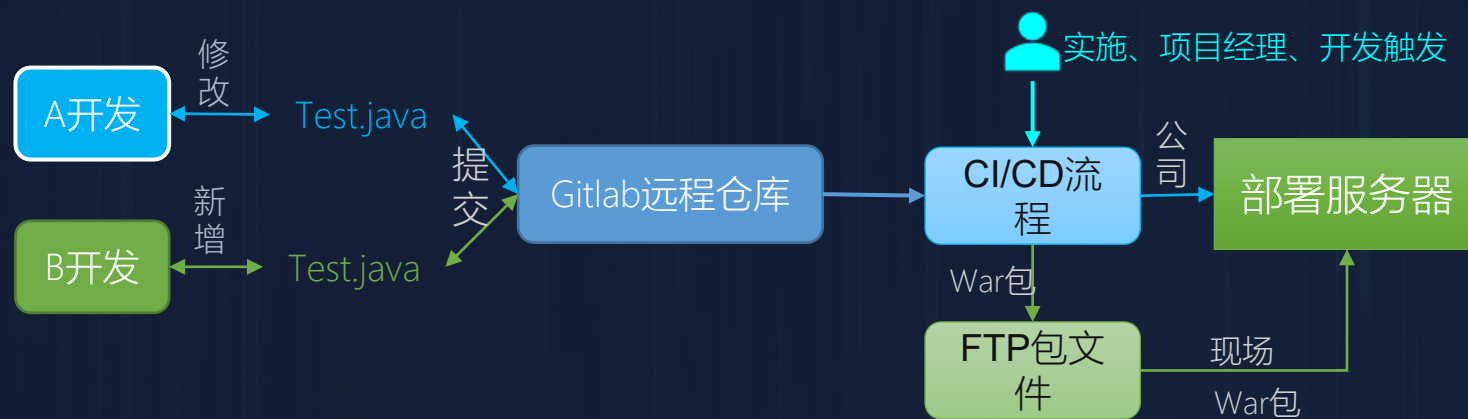 实施、项目经理、开发触发
修改
A开发
Test.java
提交
Gitlab远程仓库
CI/CD流
程
公司
部署服务器
新增
B开发
Test.java
War包
FTP包文
件
现场
War包